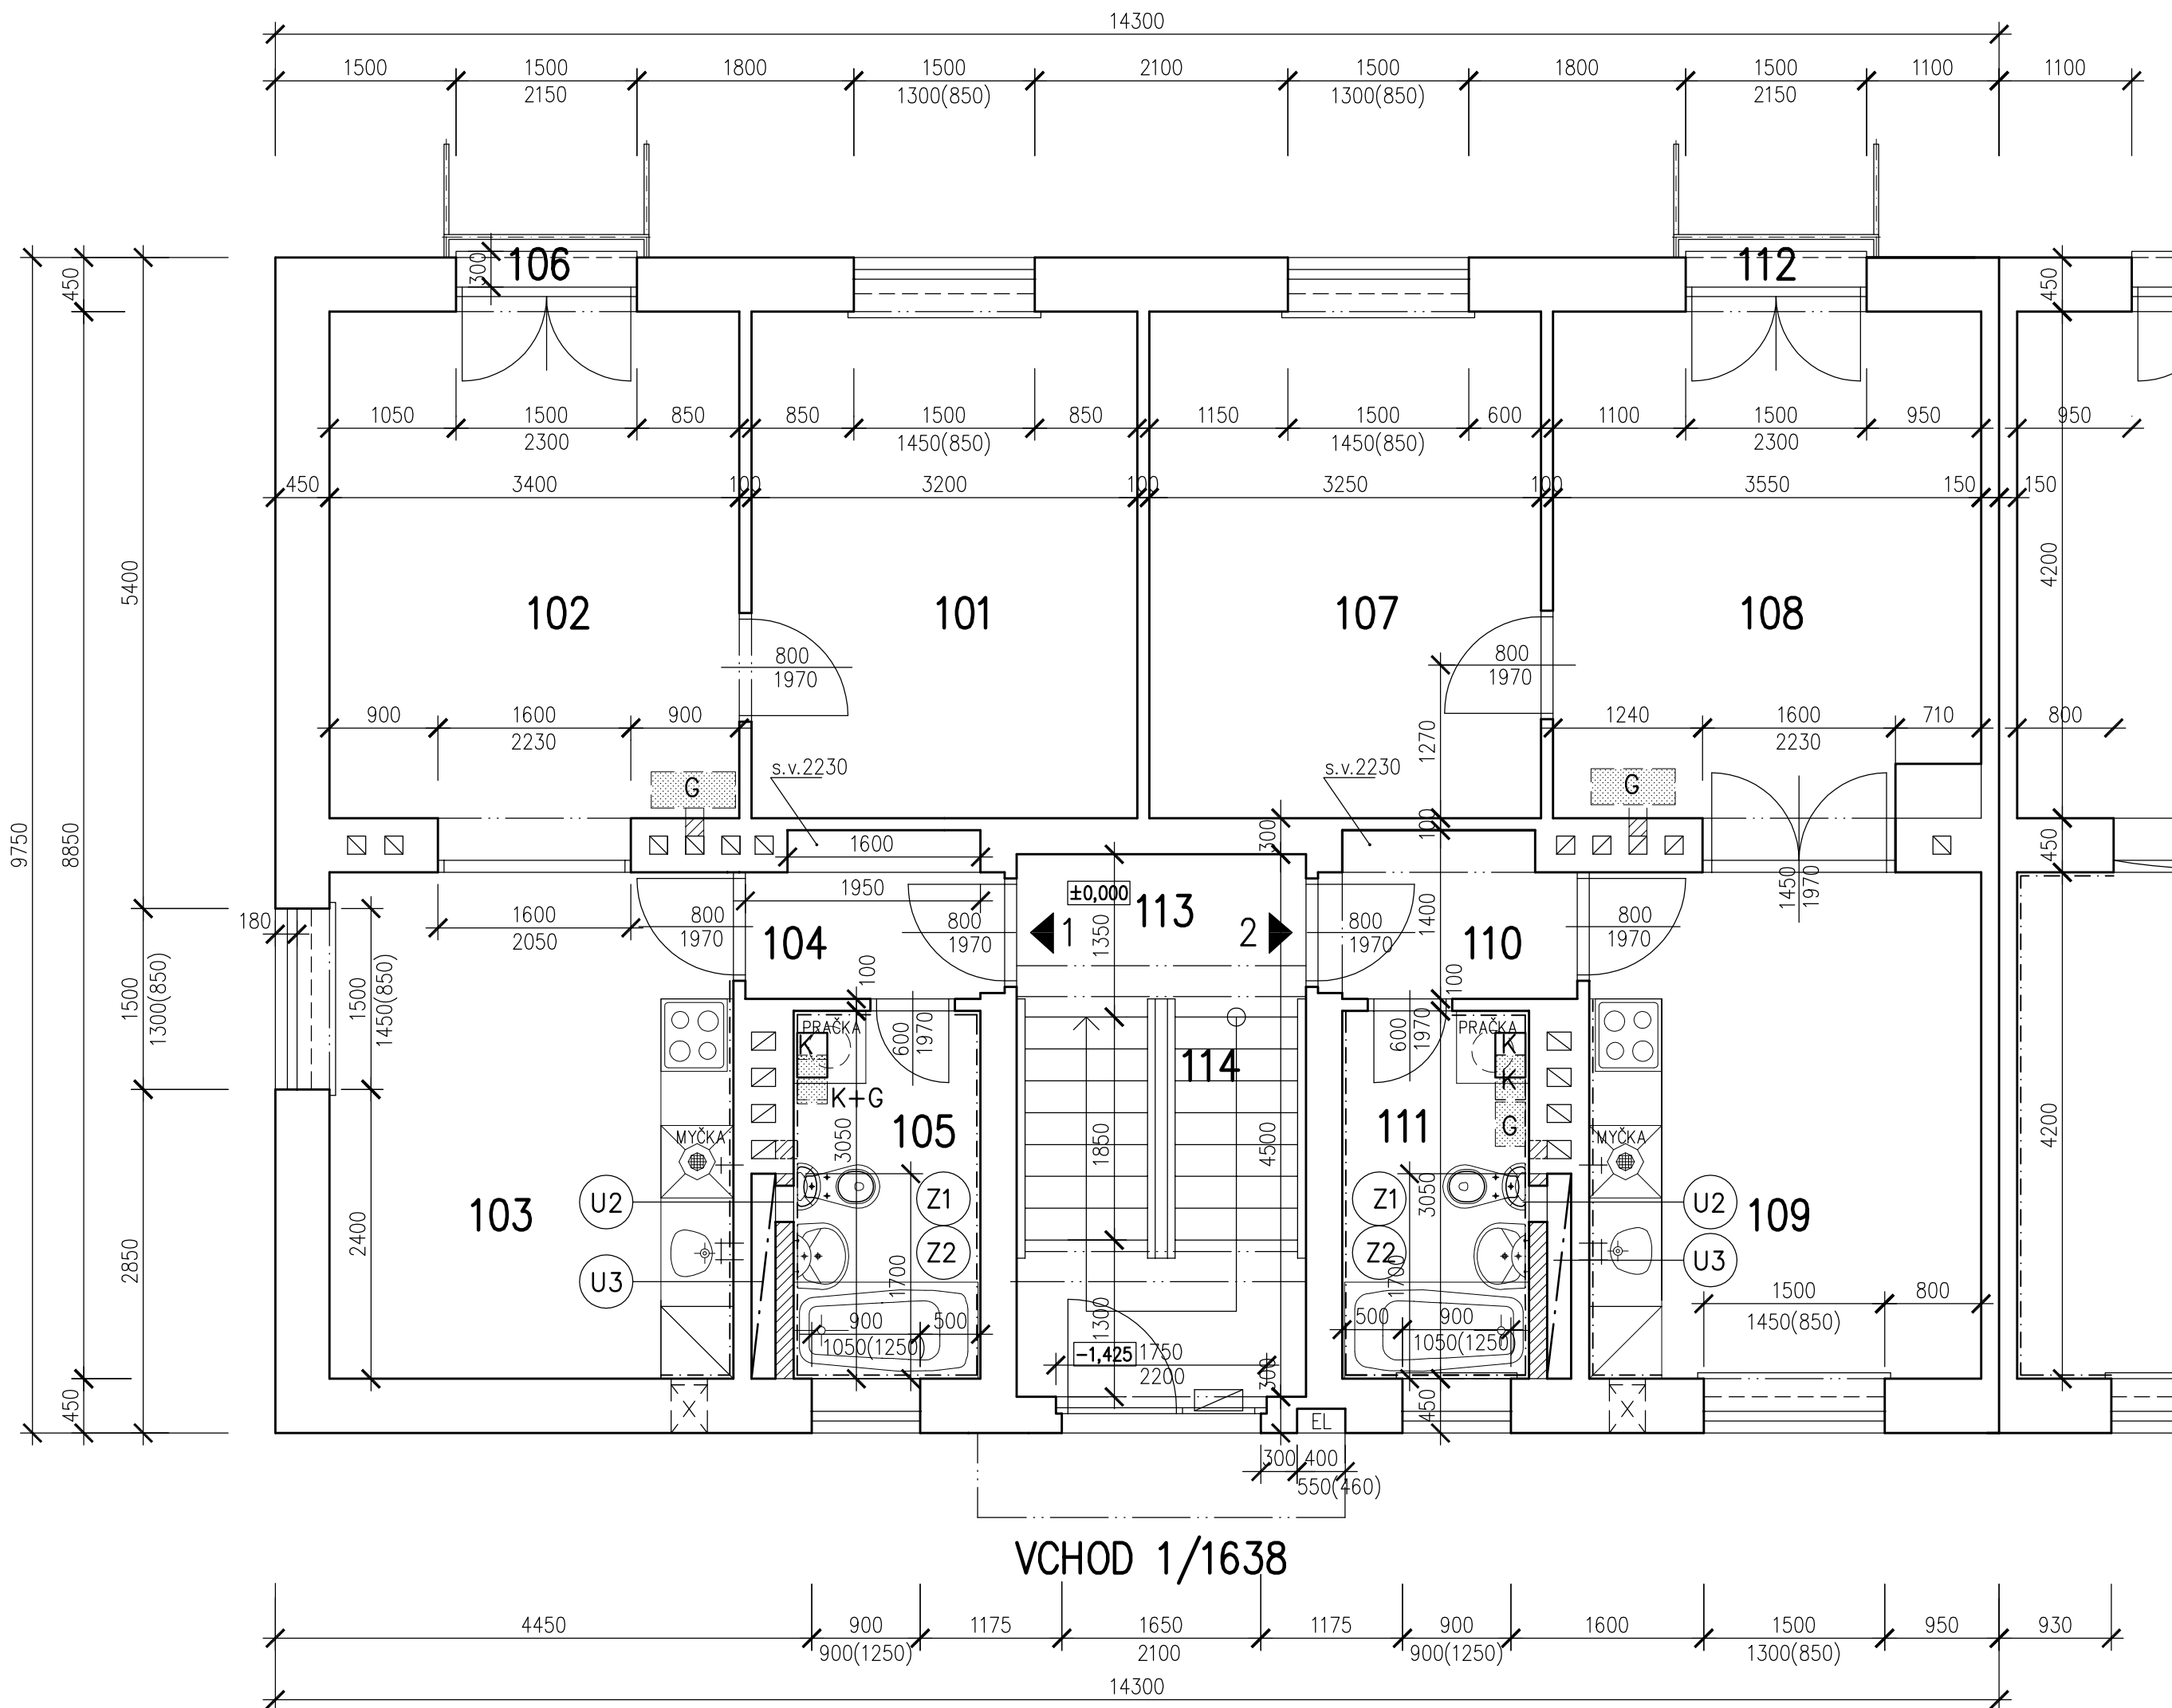 14300
1500 1500 1800 1500 2100 1500 1800 1500 1100 1100
2150 1300(850) 1300(850) 2150
106 112
300
450 450
1050 1500 850 850 1500 850 1150 1500 600 1100 1500 950 950
2300 1450(850) 1450(850) 2300
450 3400 100 3200 100 3250 100 3550 150 150
5400 4200
102 101 107 108
800 800
1970 1970
900 1600 900 1240 1600 710 800
2230 2230
1270
s.v.2230 s.v.2230
G G
9750 8850
300 100 450
1600
1450
1970
±0,000
1950
180 1600 800 800 113 800 800
2050 1970 104 1970 1 2 1970 110 1970
1350 1400
100 100
1500
1300(850)
1500
1450(850)
PRAČKA PRAČKA
K K
600
1970
600
1970
114
K
K+G
105 111 G
3050 1850 4500 3050 4200
MYČKA MYČKA
U2 Z1 Z1 U2
103 109
2850 2400
Z2 Z2
U3 U3
1700 1700
1300
1500 800
1450(850)
900 500 500 900
1050(1250) 1050(1250)
-1,425 1750
2200
300
450 450
X X
EL
300 400
550(460)
VCHOD 1/1638
4450 900 1175 1650 1175 900 1600 1500 950 930
900(1250) 2100 900(1250) 1300(850)
14300